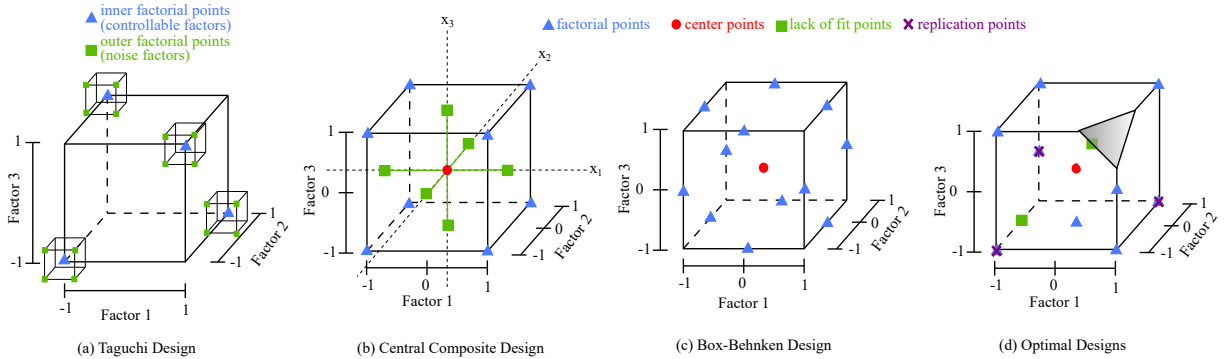 inner factorial points
(controllable factors)
outer factorial points
(noise factors)
factorial points
center points
lack of fit points
replication points
1
Factor 3
-1
-1
1
Factor 1
-1
1
Factor 2
(a) Taguchi Design
x3
x2
x1
1
0
-1
Factor 3
-1
0
1
Factor 1
-1
0
1
Factor 2
(b) Central Composite Design
1
0
-1
Factor 3
-1
0
1
Factor 1
-1
0
1
Factor 2
(c) Box-Behnken Design
1
0
-1
Factor 3
-1
0
1
Factor 1
-1
0
1
Factor 2
(d) Optimal Designs